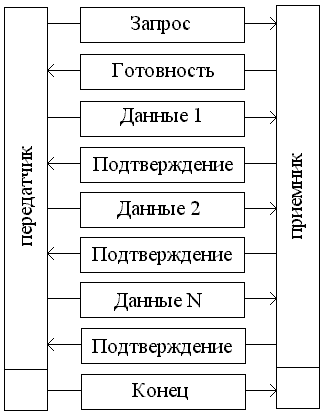 Запрос
Готовность
Данные 1
Подтверждение
Данные 2
Подтверждение
Данные N
Подтверждение
Конец
передатчик
приемник